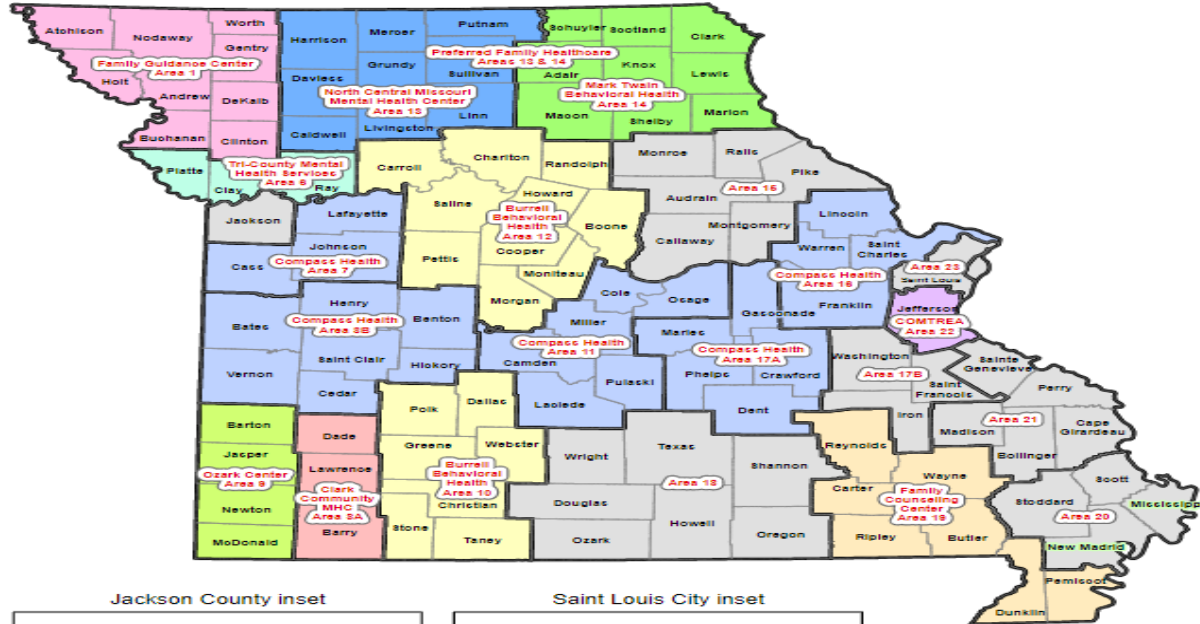 Atchison
Nodaway
Worth
Gentry
Family Guidance Center
Area 1
Holt
Andrew
DeKalb
Buchanan
Clinton
Harrison
Mercer
Putnam
Grundy
Sullivan
Daviess
North Central Missouri
Mental Health Center
Area 13
Caldwell
Livingston
Linn
Preferred Family Healthcare
Areas 13 & 14
Schuyler
Scotland
Clark
Adair
Knox
Lewis
Mark Twain
Behavioral Health
Area 14
Macon
Shelby
Marion
Platte
Clay
Ray
Tri-County Mental
Health Services
Area 6
Carroll
Chariton
Randolph
Saline
Howard
Boone
Burrell
Behavioral
Health
Area 12
Cooper
Pettis
Moniteau
Morgan
Monroe
Ralls
Pike
Area 15
Audrain
Montgomery
Callaway
Jackson
Lafayette
Johnson
Cass
Compass Health
Area 7
Henry
Bates
Compass Health
Area 8B
Benton
Saint Clair
Vernon
Hickory
Cedar
Cole
Osage
Miller
Compass Health
Area 11
Camden
Pulaski
Laclede
Gasconade
Maries
Compass Health
Area 17A
Phelps
Crawford
Dent
Lincoln
Warren
Saint
Charles
Compass Health
Area 16
Franklin
Area 23
Saint Louis
Jefferson
COMTREA
Area 22
Washington
Area 17B
Saint
Francois
Iron
Sainte
Genevieve
Perry
Area 21
Madison
Cape
Girardeau
Bollinger
Barton
Jasper
Ozark Center
Area 9
Newton
McDonald
Dade
Lawrence
Clark
Community
MHC
Area 8A
Barry
Polk
Dallas
Greene
Webster
Burrell
Behavioral
Health
Area 10
Christian
Stone
Taney
Wright
Texas
Shannon
Area 18
Douglas
Howell
Ozark
Oregon
Reynolds
Wayne
Carter
Family
Counseling
Center
Area 19
Ripley
Butler
Scott
Stoddard
Mississipp
Area 20
New Madrid
Pemiscot
Dunklin
Jackson County inset
Saint Louis City inset